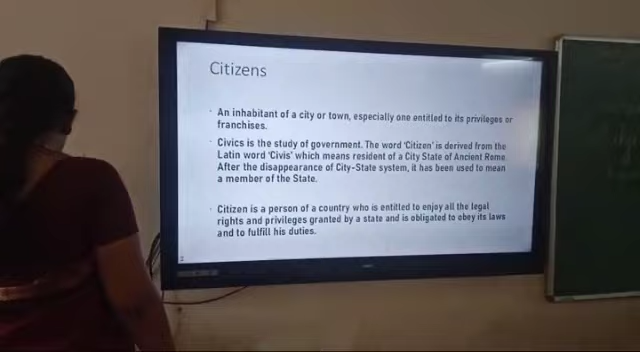 Citizens
· An inhabitant of a city or town, especially one entitled to its privileges or
franchises.
· Civics is the study of government. The word 'Citizen' is derived from the
Latin word 'Civis' which means resident of a City State of Ancient Rome.
After the disappearance of City-State system, it has been used to mean
a member of the State.
· Citizen is a person of a country who is entitled to enjoy all the legal
rights and privileges granted by a state and is obligated to obey its laws
and to fulfill his duties.